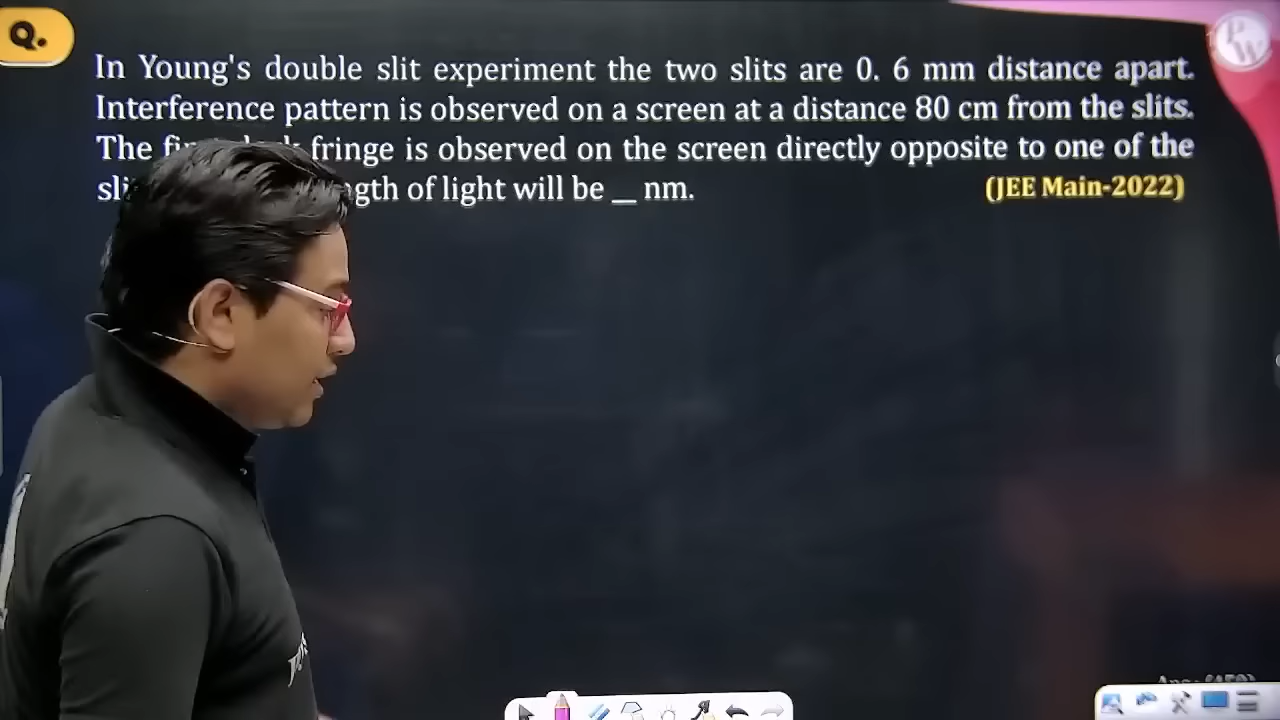 Q.
In Young's double slit experiment the two slits are 0. 6 mm distance apart.
Interference pattern is observed on a screen at a distance 80 cm from the slits.
The fringe is observed on the screen directly opposite to one of the
of light will be __ nm.
(JEE Main-2022)
PW